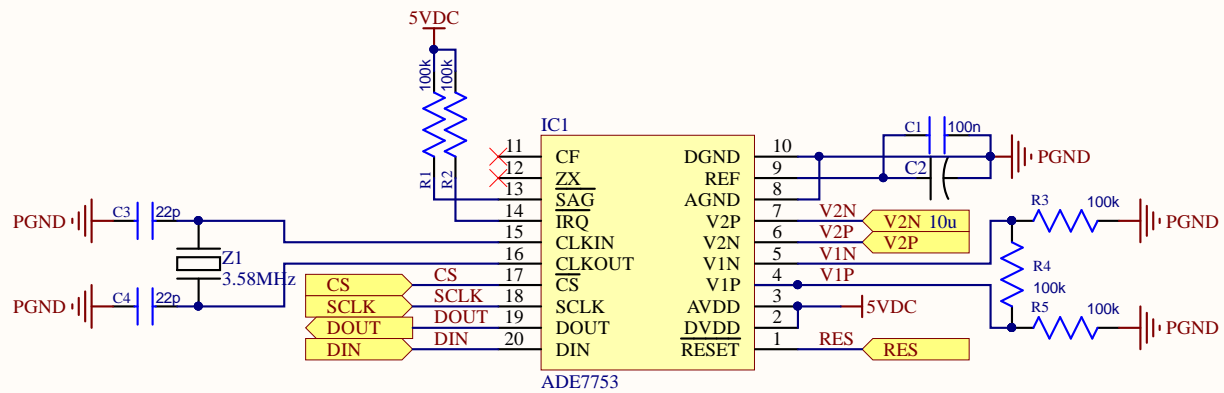 5VDC
100k
100k
R1
R2
IC1
11
CF
12
ZX
13
SAG
14
IRQ
15
CLKIN
16
CLKOUT
17
CS
18
SCLK
19
DOUT
20
DIN
DGND
10
REF
9
AGND
8
V2P
7
V2N
6
V1N
5
V1P
4
AVDD
3
DVDD
2
RESET
1
ADE7753
PGND
C3
22p
Z1
3.58MHz
PGND
C4
22p
CS
CS
SCLK
SCLK
DOUT
DOUT
DIN
DIN
C1
100n
C2
PGND
V2N
V2N
10u
V2P
V2P
V1N
V1P
5VDC
RES
RES
R3
100k
PGND
R4
100k
R5
100k
PGND